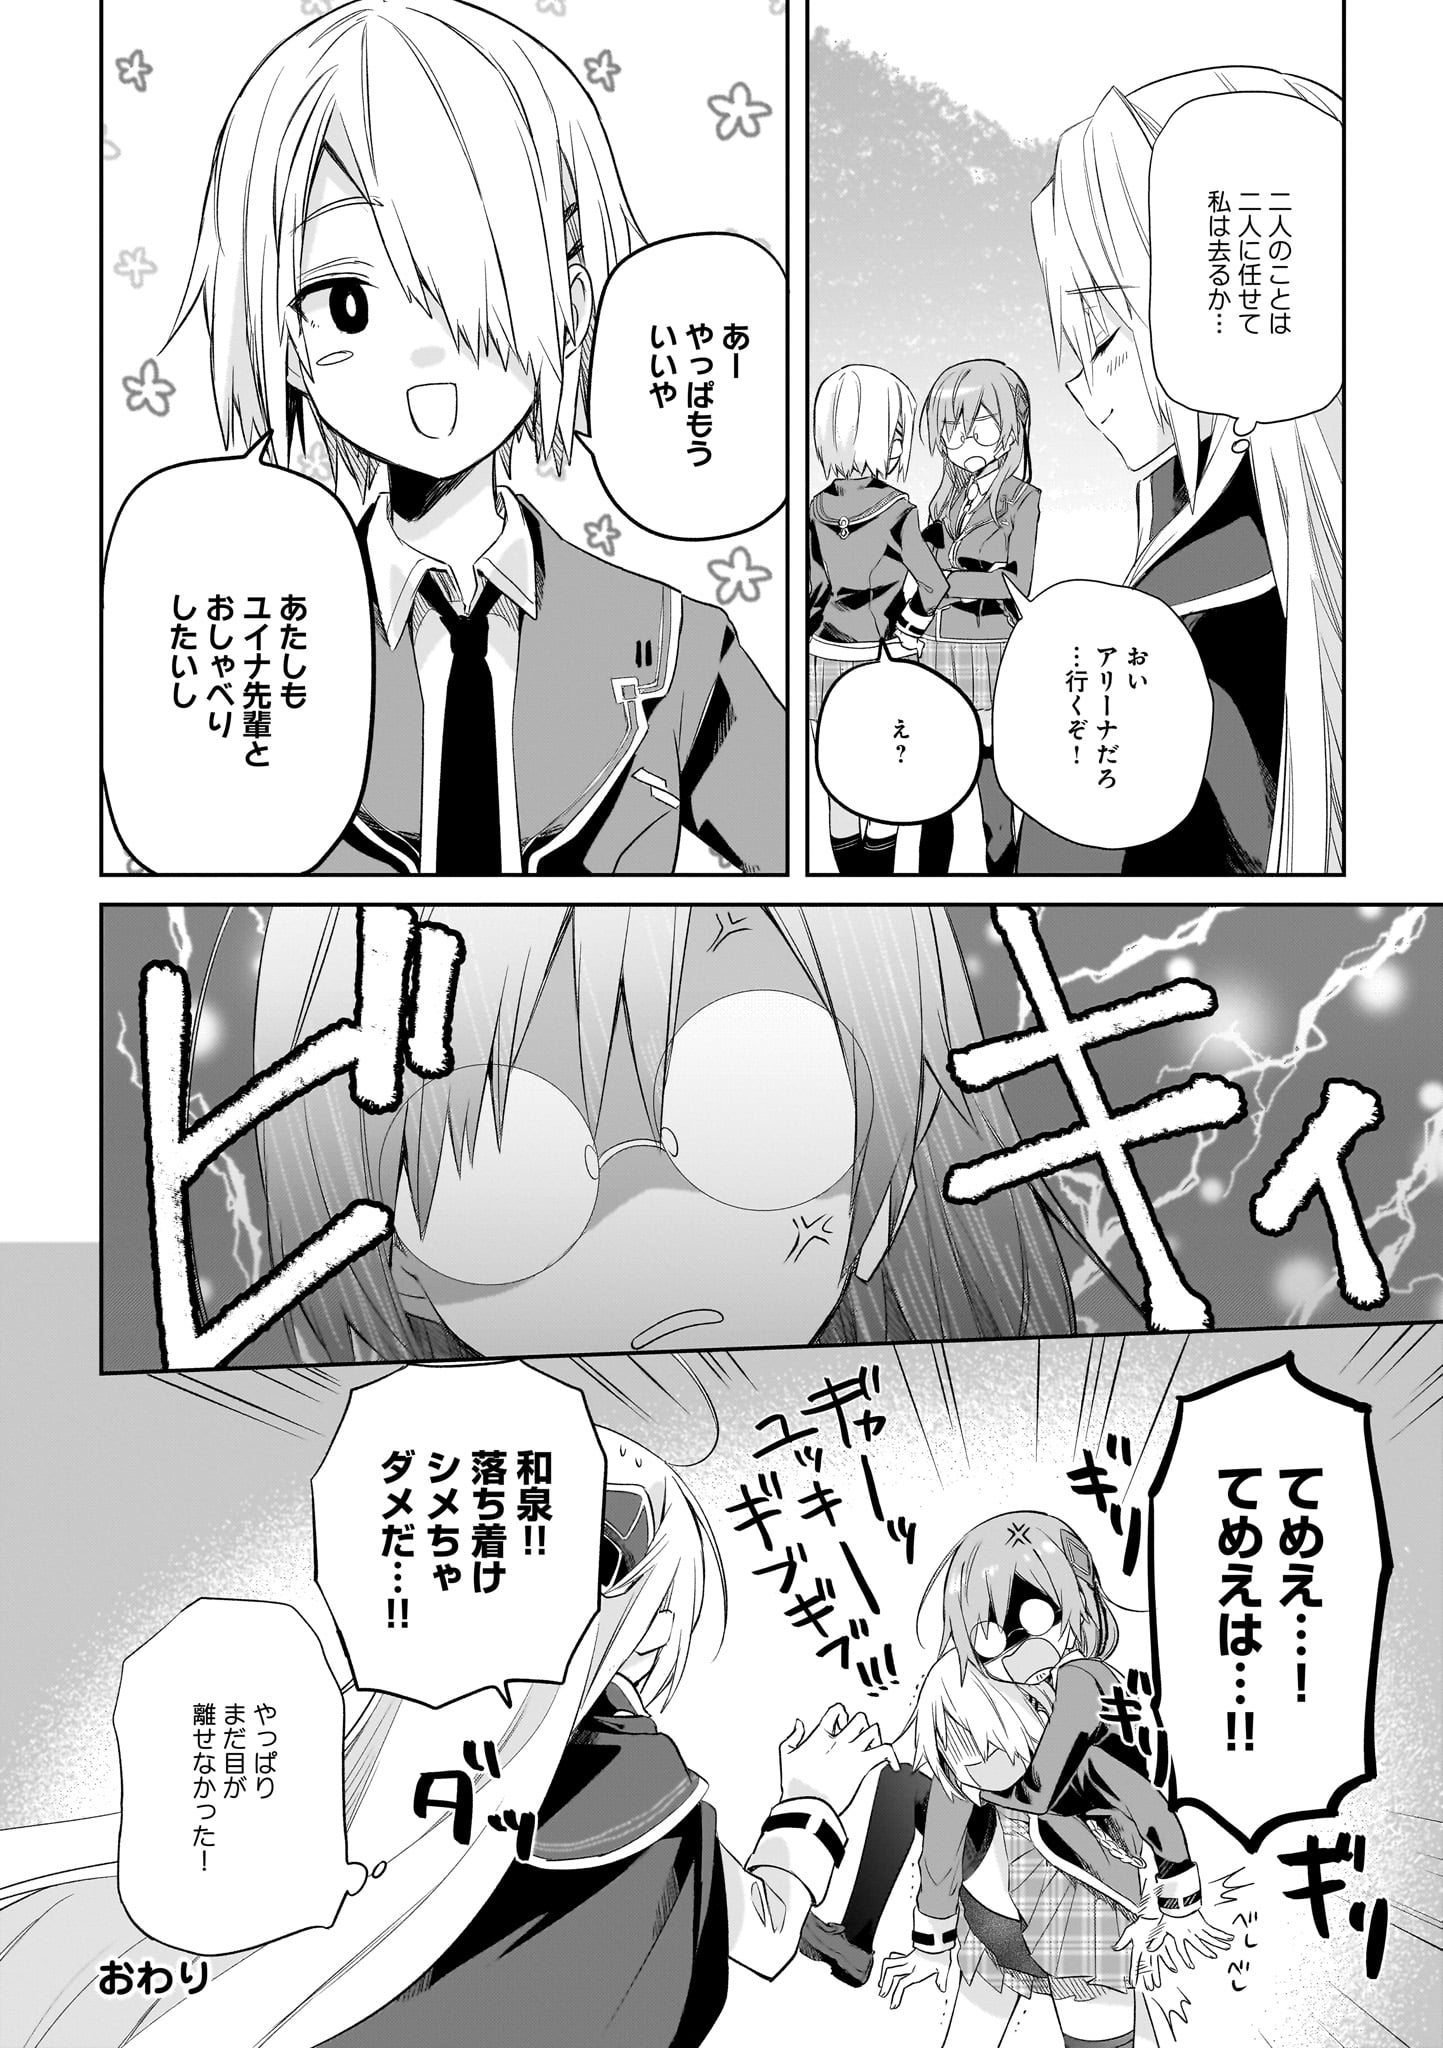 二人のことは
二人に任せて
私は去るか…
おい
アリーナだろ
…行くぞ！
え？
あー
やっぱもう
いいや
あたしも
ユイナ先輩と
おしゃべり
したいし
ビキィ
てめえ…！
てめえは…!!
ギリ
ギリ
ギリ
ギャーッ
ユッキー
ギブギブ!!!
べし
べし
和泉!!
落ち着け
シメちゃ
ダメだ…!!
ダッ
やっぱり
まだ目が
離せなかった！
おわり